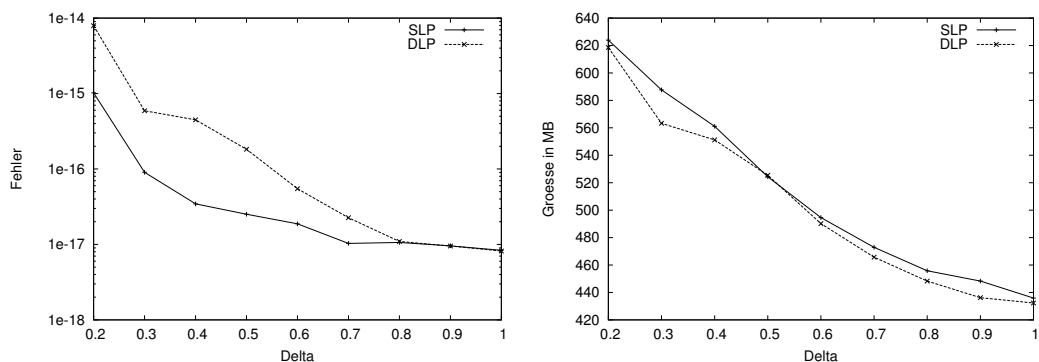 1e-14
1e-15
1e-16
1e-17
1e-18
Fehler
0.2 0.3 0.4 0.5 0.6 0.7 0.8 0.9 1
Delta
SLP
DLP
640
620
600
580
560
540
520
500
480
460
440
420
Groesse in MB
0.2 0.3 0.4 0.5 0.6 0.7 0.8 0.9 1
Delta
SLP
DLP